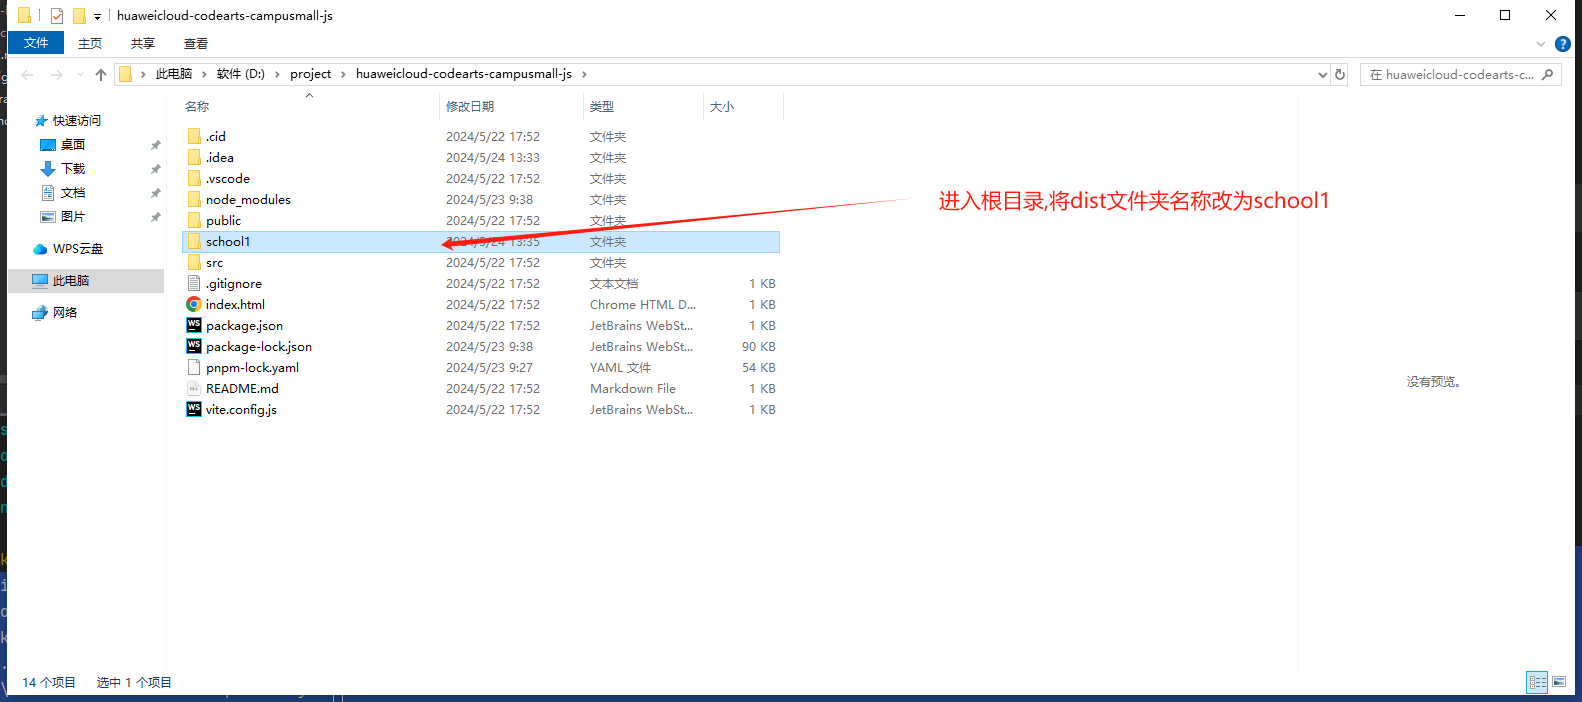 huaweicloud-codearts-campusmall-js
文件 主页 共享 查看
此电脑 软件 (D:) project huaweicloud-codearts-campusmall-js 在 huaweicloud-codearts-c...
名称 修改日期 类型 大小
快速访问
桌面
下载
文档
图片
WPS云盘
此电脑
网络
.cid 2024/5/22 17:52 文件夹
.idea 2024/5/24 13:33 文件夹
.vscode 2024/5/22 17:52 文件夹
node_modules 2024/5/23 9:38 文件夹
public 2024/5/22 17:52 文件夹
school1 2024/5/24 13:35 文件夹
src 2024/5/22 17:52 文件夹
.gitignore 2024/5/22 17:52 文本文档 1 KB
index.html 2024/5/22 17:52 Chrome HTML D... 1 KB
package.json 2024/5/22 17:52 JetBrains WebSt... 1 KB
package-lock.json 2024/5/23 9:38 JetBrains WebSt... 90 KB
pnpm-lock.yaml 2024/5/23 9:27 YAML 文件 54 KB
README.md 2024/5/22 17:52 Markdown File 1 KB
vite.config.js 2024/5/22 17:52 JetBrains WebSt... 1 KB
进入根目录,将dist文件夹名称改为school1
没有预览。
14 个项目 选中 1 个项目